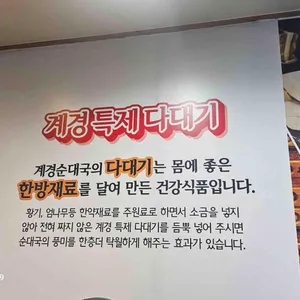 계경 특제 다대기
계경순대국의 다대기는 몸에 좋은
한방재료를 달여 만든 건강식품입니다.
황기, 엄나무등 한약재료를 주원료로 하면서 소금을 넣지
않아 전혀 짜지 않은 계경 특제 다대기를 듬뿍 넣어 주시면
순대국의 풍미를 한층더 탁월하게 해주는 효과가 있습니다.